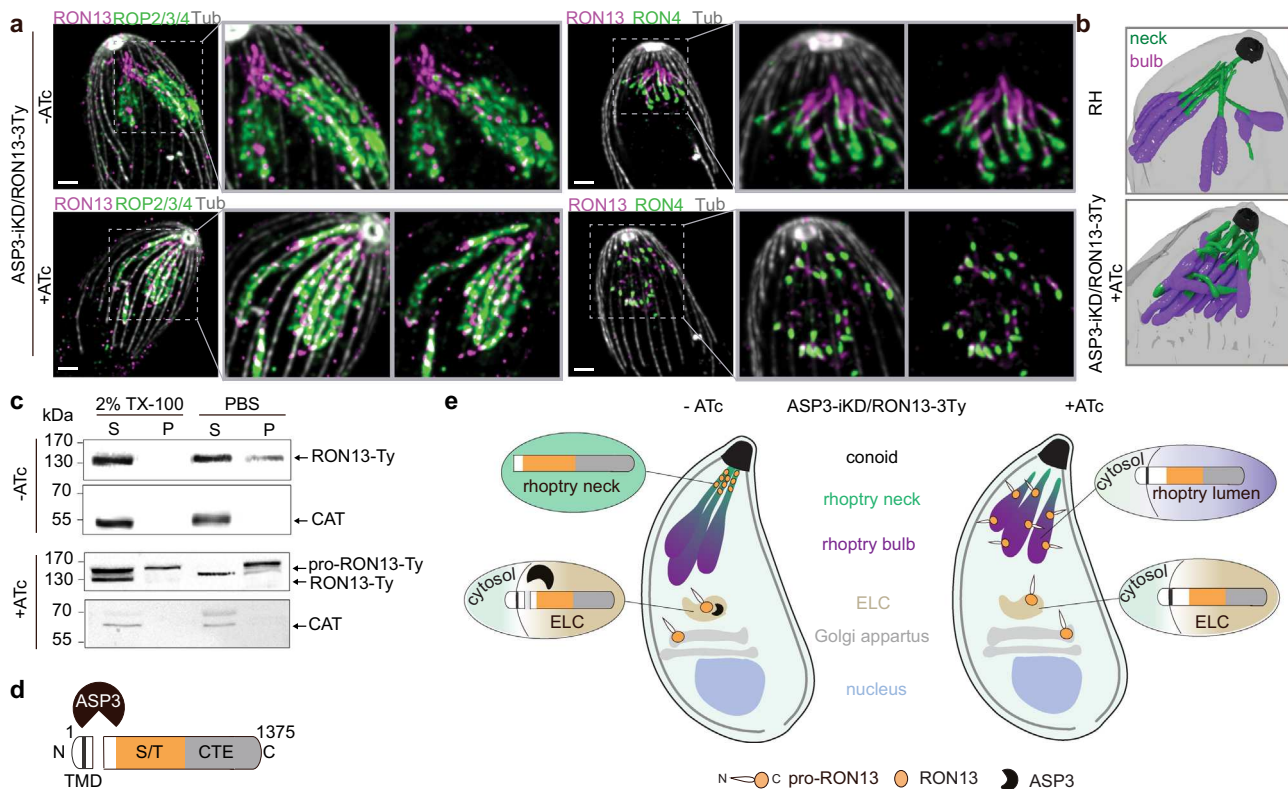 a
RON13 ROP2/3/4 Tub
RON13 RON4 Tub
ASP3-iKD/RON13-3Ty
-ATc
+ATc
RON13 ROP2/3/4 Tub
RON13 RON4 Tub
b
neck
bulb
RH
ASP3-iKD/RON13-3Ty
+ATc
c
2% TX-100 PBS
kDa S P S P
-ATc
170
130
RON13-Ty
70
55
CAT
+ATc
170
130
pro-RON13-Ty
RON13-Ty
70
55
CAT
d
ASP3
1 1375
N S/T CTE C
TMD
e
- ATc ASP3-iKD/RON13-3Ty +ATc
rhoptry neck
cytosol
ELC
conoid
rhoptry neck
rhoptry bulb
ELC
Golgi appartus
nucleus
cytosol
rhoptry lumen
cytosol
ELC
N C pro-RON13 RON13 ASP3